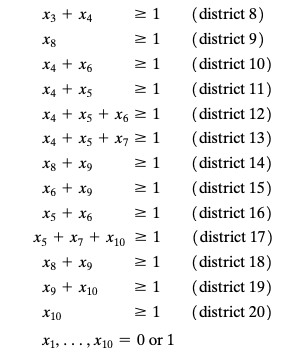 x3 + x4 ≥ 1 (district 8)
x8 ≥ 1 (district 9)
x4 + x6 ≥ 1 (district 10)
x4 + x5 ≥ 1 (district 11)
x4 + x5 + x6 ≥ 1 (district 12)
x4 + x5 + x7 ≥ 1 (district 13)
x8 + x9 ≥ 1 (district 14)
x6 + x9 ≥ 1 (district 15)
x5 + x6 ≥ 1 (district 16)
x5 + x7 + x10 ≥ 1 (district 17)
x8 + x9 ≥ 1 (district 18)
x9 + x10 ≥ 1 (district 19)
x10 ≥ 1 (district 20)
x1, . . . , x10 = 0 or 1